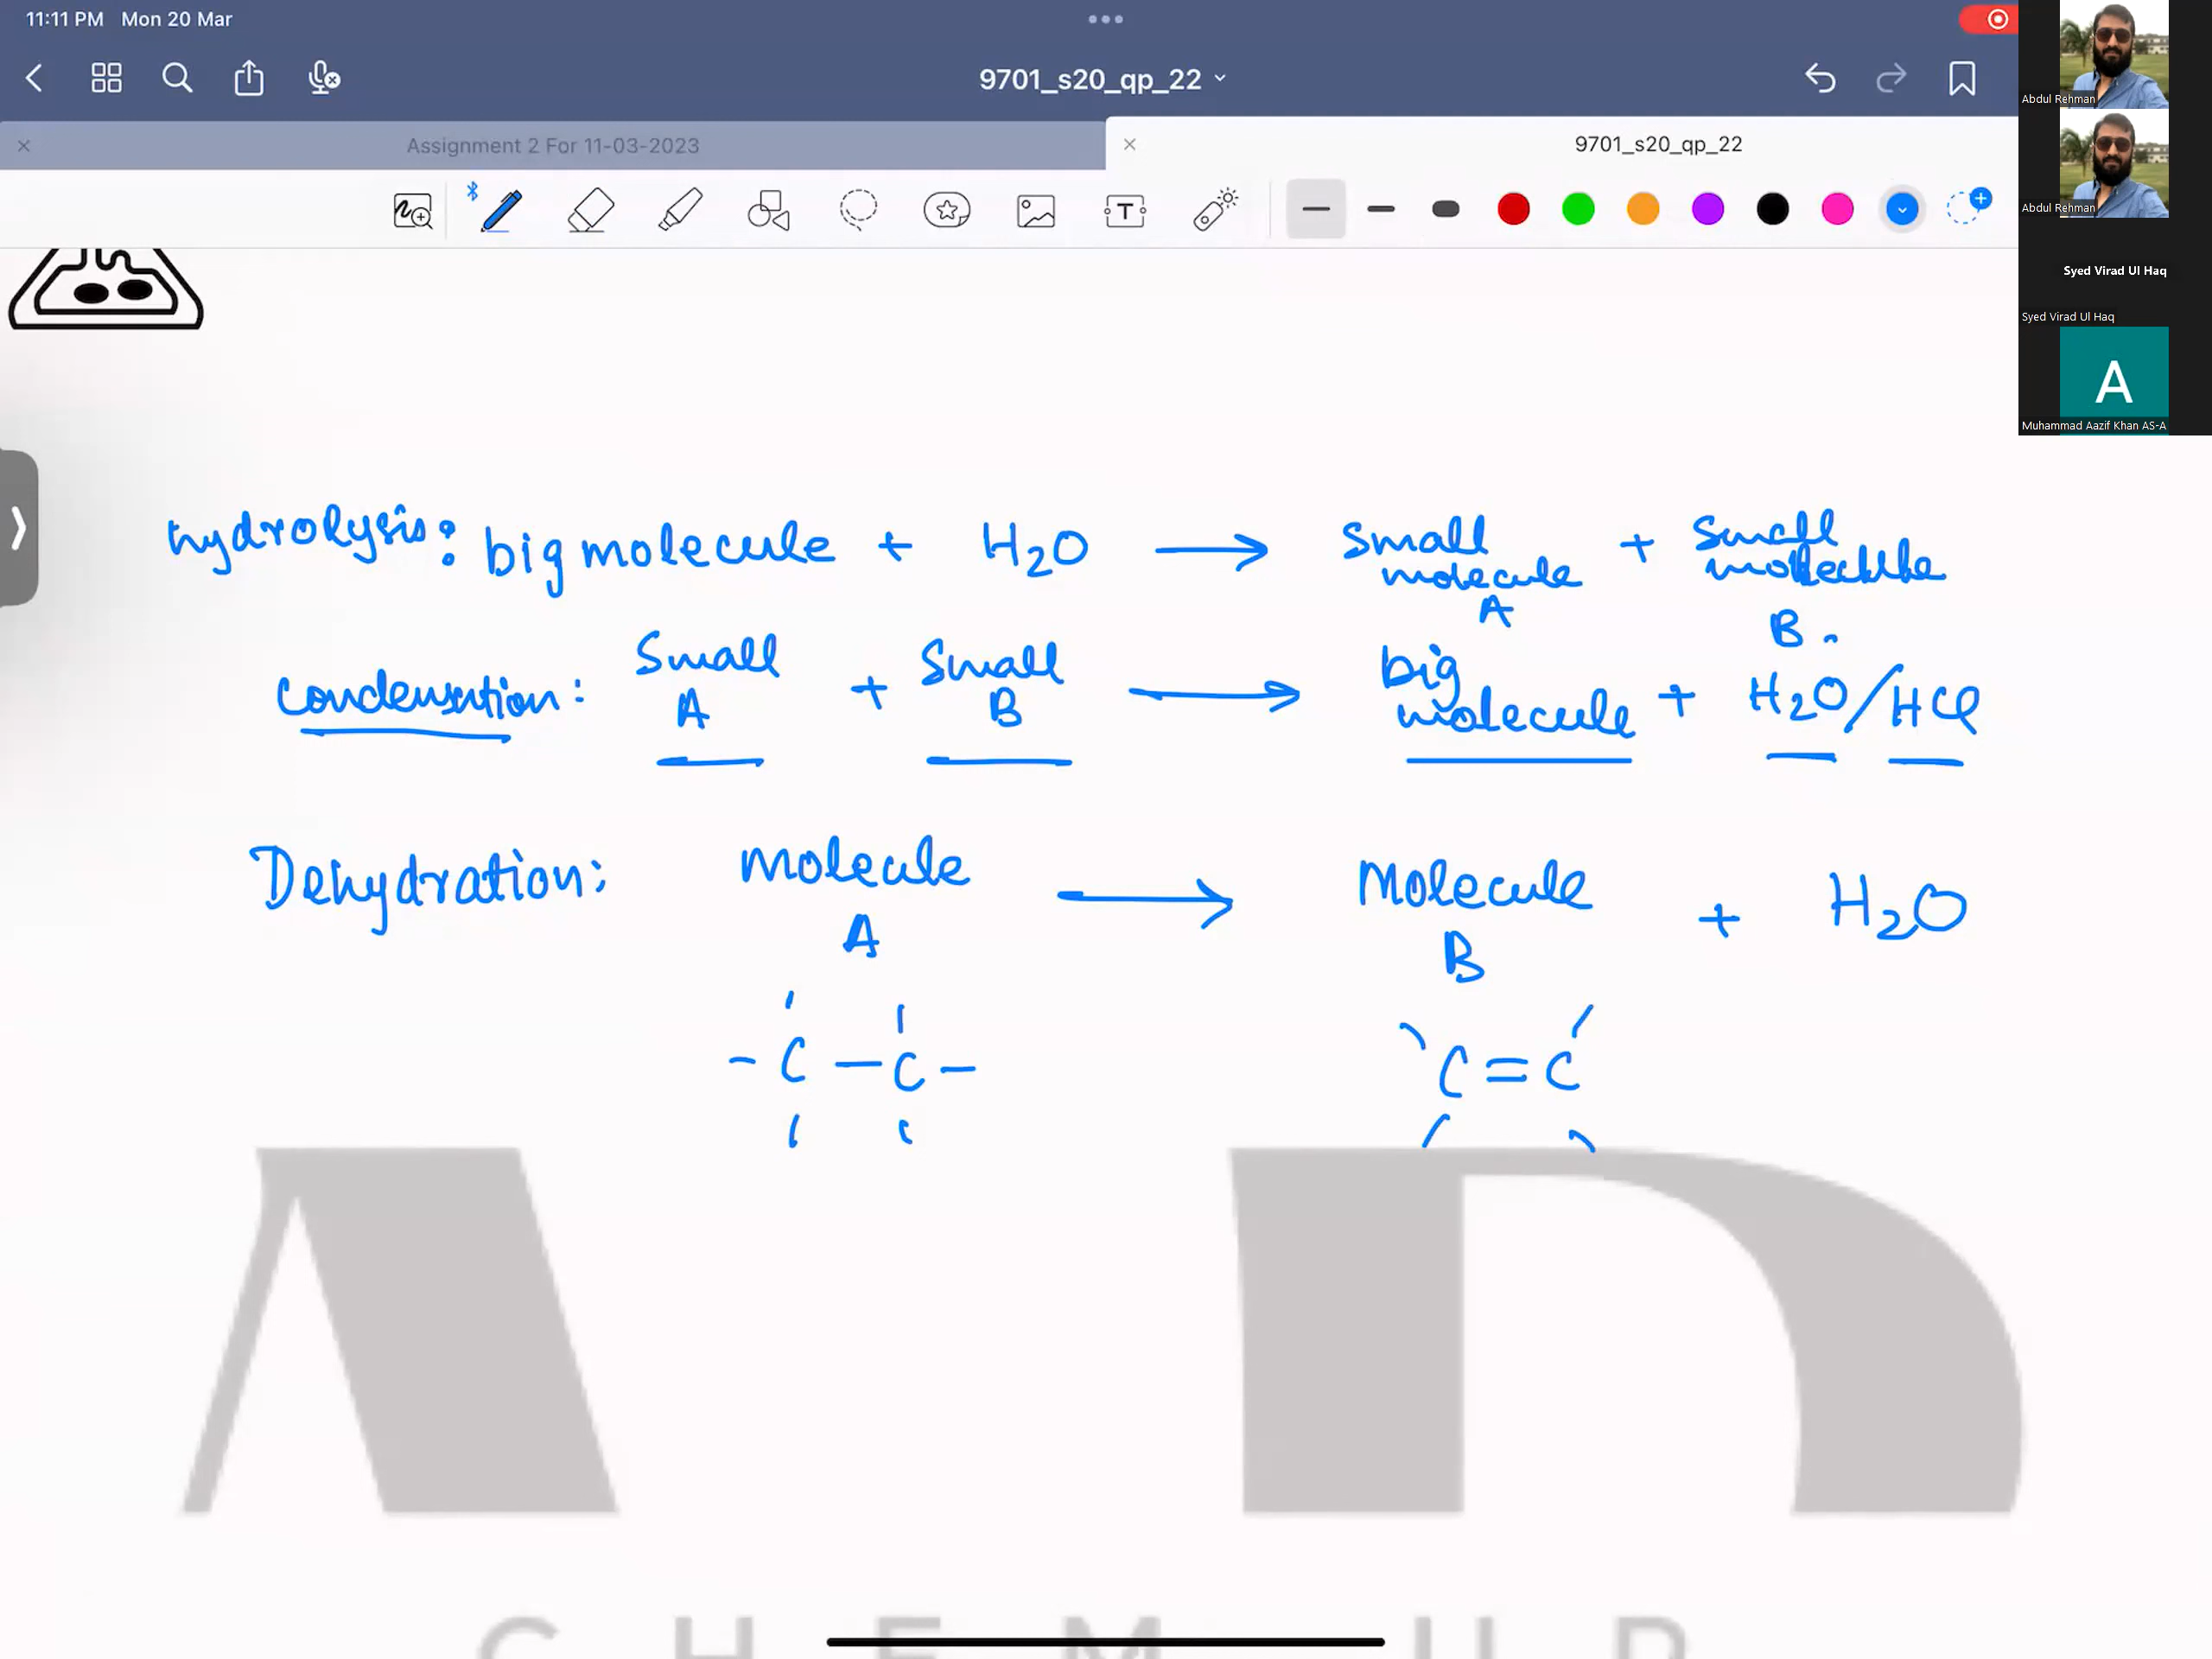 11:11 PM Mon 20 Mar
9701_s20_qp_22
Assignment 2 For 11-03-2023
9701_s20_qp_22
T
Abdul Rehman
Abdul Rehman
Syed Virad Ul Haq
Syed Virad Ul Haq
A
Muhammad Aazif Khan AS-A
hydrolysis: big molecule + H2O → small molecule A + small molecule B.
Condensation: Small A + Small B → big molecule + H2O/HCl
Dehydration: Molecule A → Molecule B + H2O
- C - C -
C = C
A R
CHEM UP